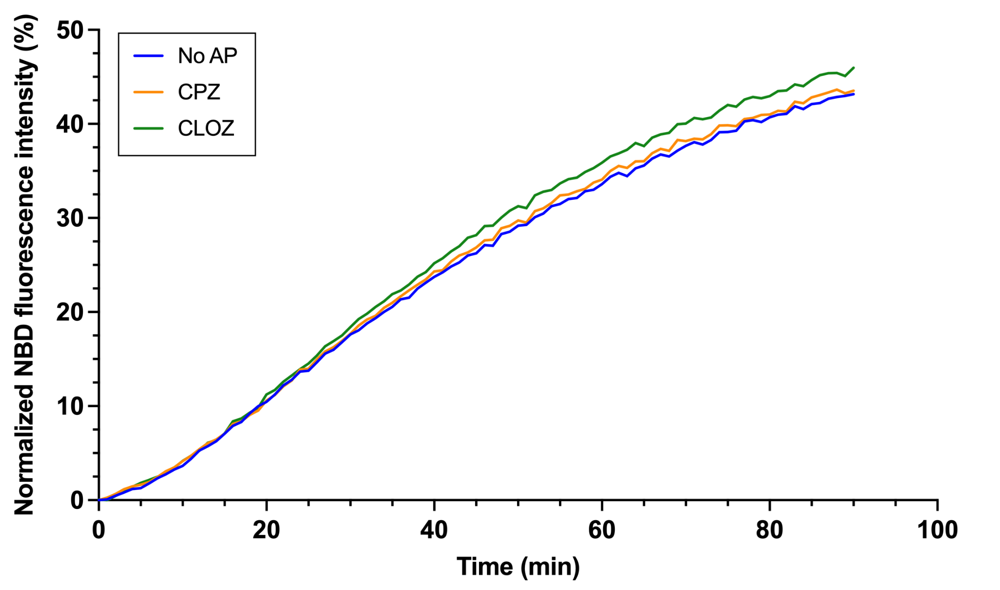 Normalized NBD fluorescence intensity (%)
50
40
30
20
10
0
No AP
CPZ
CLOZ
0 20 40 60 80 100
Time (min)